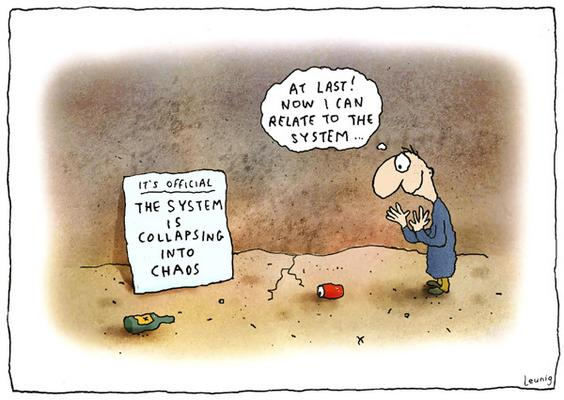 AT LAST!
NOW I CAN
RELATE TO THE
SYSTEM...
IT'S OFFICIAL
THE SYSTEM
IS
COLLAPSING
INTO
CHAOS
Leunig